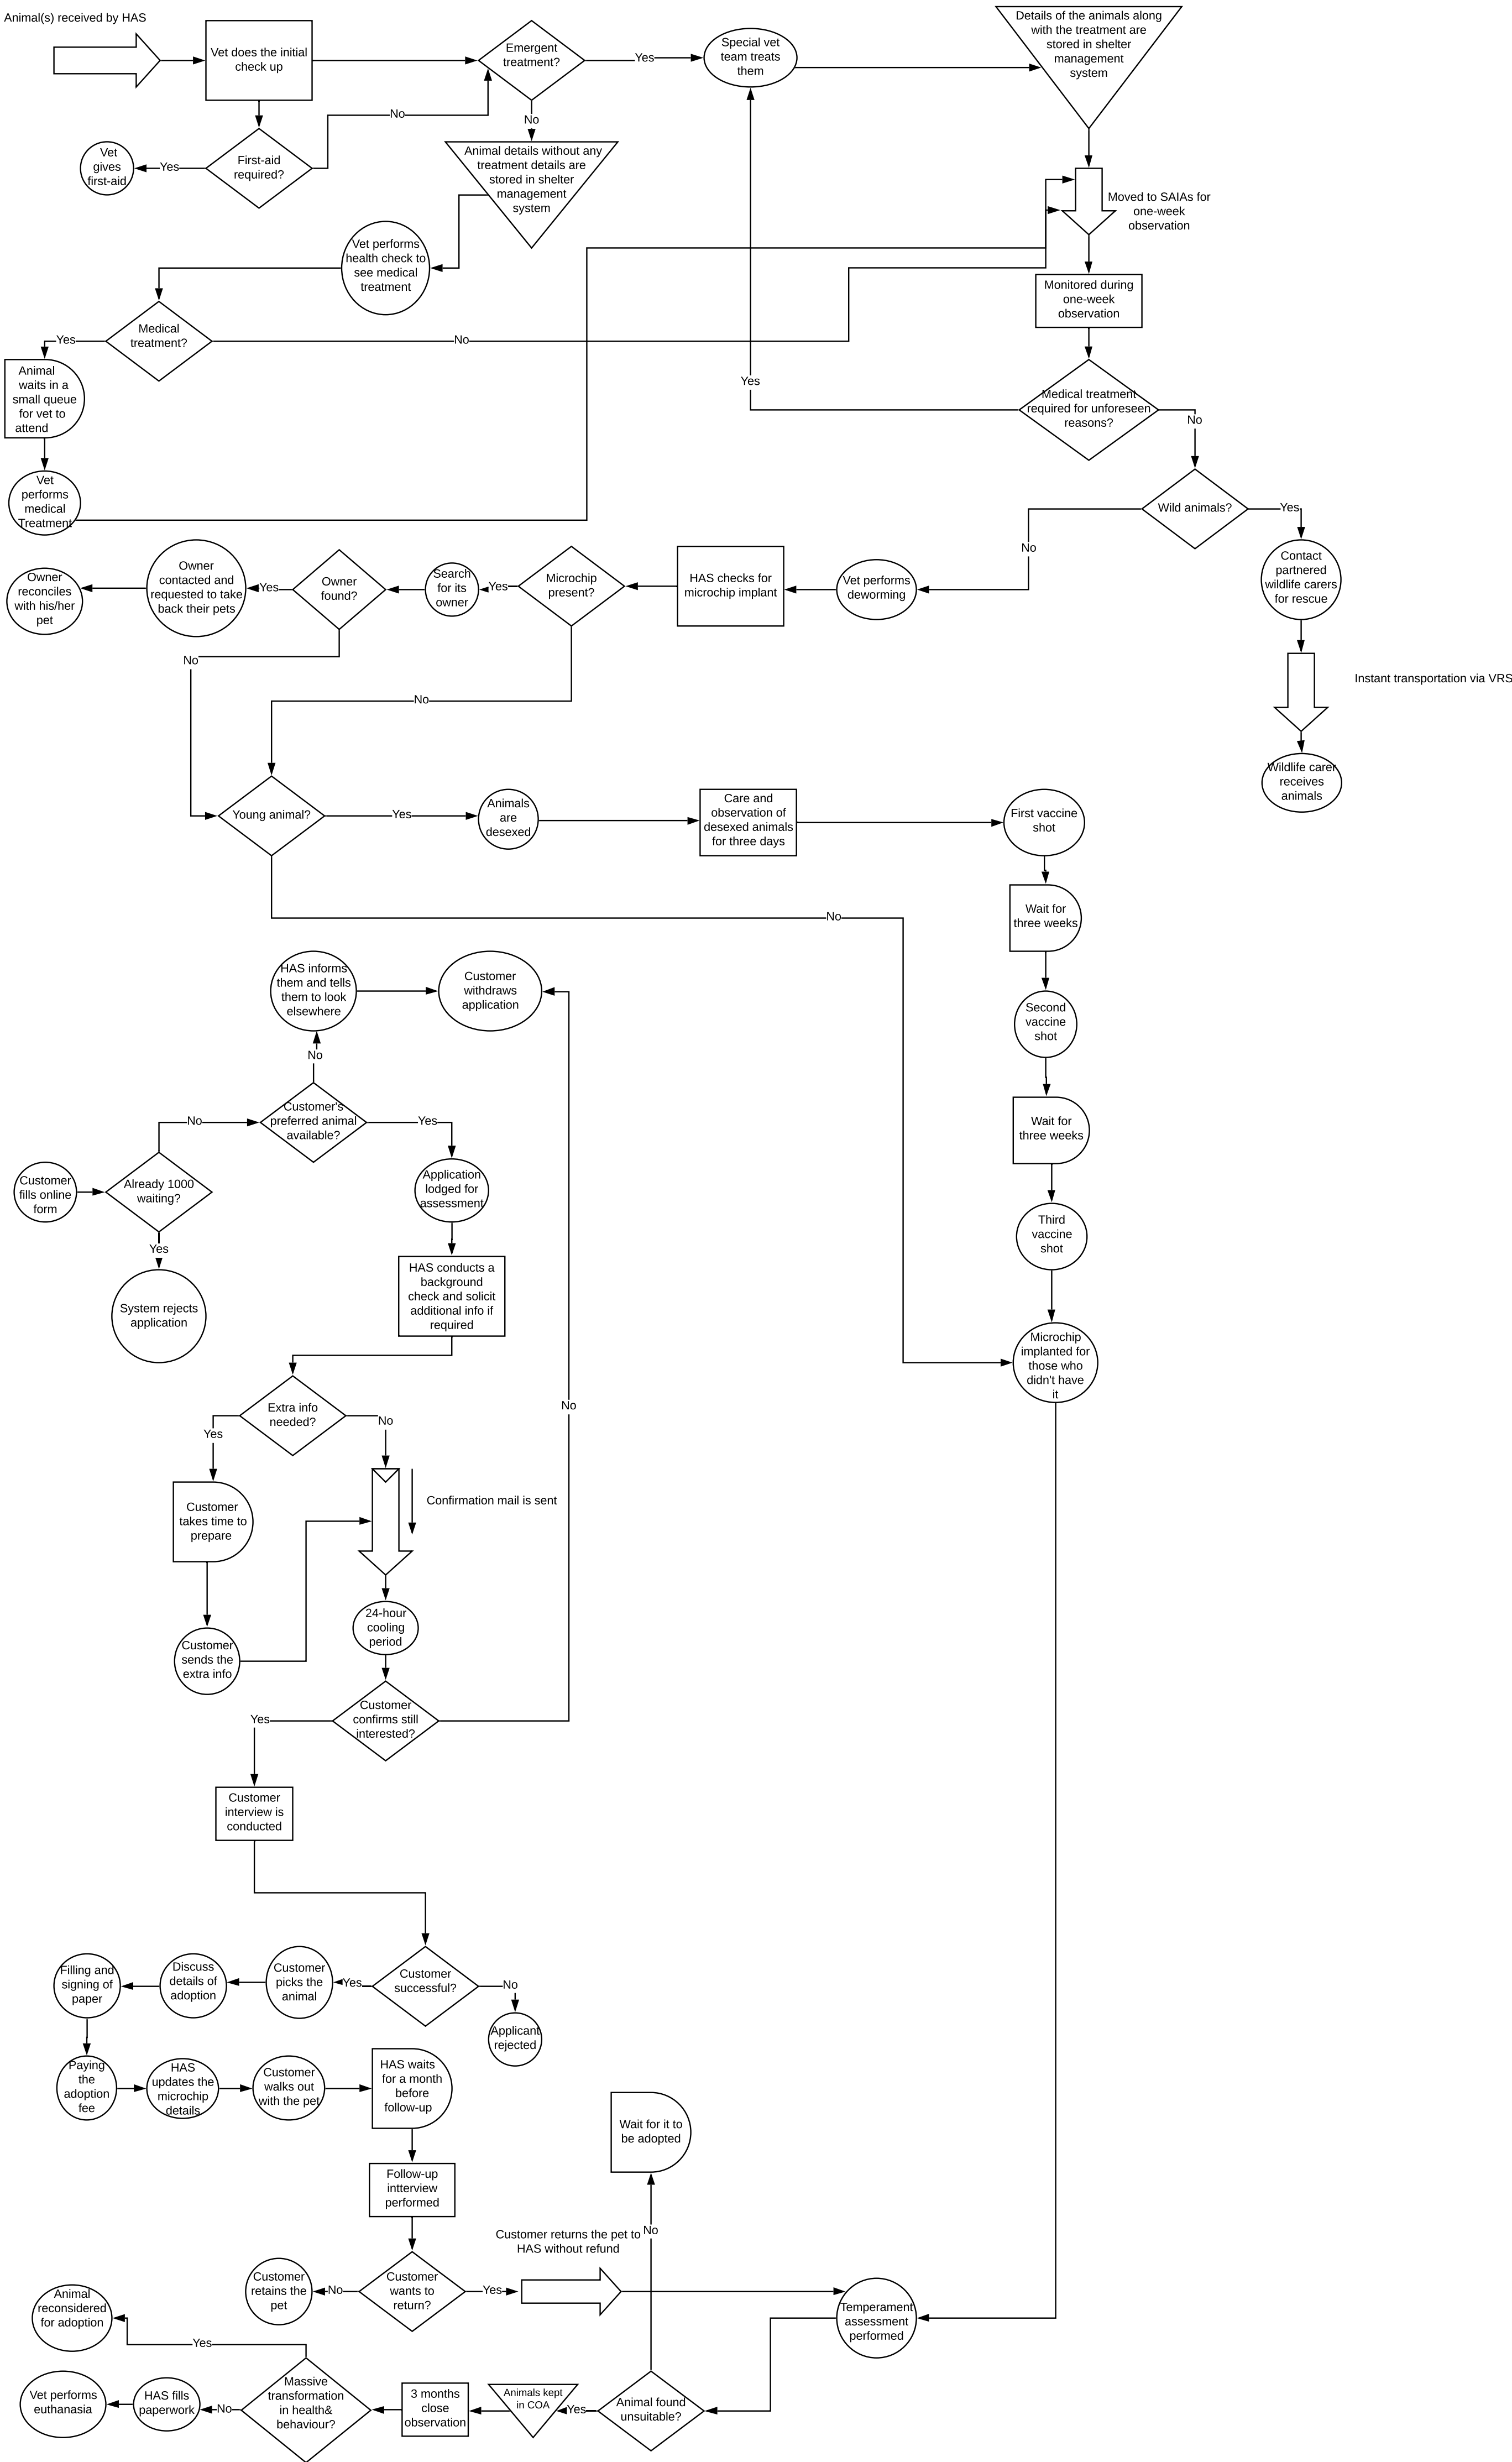 Animal(s) received by HAS
Vet does the initial
check up
Emergent
treatment?
Yes
Special vet
team treats
them
Details of the animals along
with the treatment are
stored in shelter
management
system
No
No
Vet
gives
first-aid
Yes
First-aid
required?
Animal details without any
treatment details are
stored in shelter
management
system
Moved to SAIAs for
one-week
observation
Vet performs
health check to
see medical
treatment
Monitored during
one-week
observation
Medical
treatment?
Yes
No
Animal
waits in a
small queue
for vet to
attend
Yes
Medical treatment
required for unforeseen
reasons?
No
Vet
performs
medical
Treatment
Wild animals?
Yes
No
Contact
partnered
wildlife carers
for rescue
Owner
reconciles
with his/her
pet
Owner
contacted and
requested to take
back their pets
Yes
Owner
found?
Search
for its
owner
Yes
Microchip
present?
HAS checks for
microchip implant
Vet performs
deworming
No
No
Instant transportation via VRS
Wildlife carer
receives
animals
Young animal?
Yes
Animals
are
desexed
Care and
observation of
desexed animals
for three days
First vaccine
shot
No
Wait for
three weeks
HAS informs
them and tells
them to look
elsewhere
Customer
withdraws
application
Second
vaccine
shot
No
Customer's
preferred animal
available?
No
Yes
Wait for
three weeks
Customer
fills online
form
Already 1000
waiting?
Application
lodged for
assessment
Third
vaccine
shot
Yes
System rejects
application
HAS conducts a
background
check and solicit
additional info if
required
Microchip
implanted for
those who
didn't have
it
Extra info
needed?
No
Yes
No
Customer
takes time to
prepare
Confirmation mail is sent
24-hour
cooling
period
Customer
sends the
extra info
Customer
confirms still
interested?
Yes
Customer
interview is
conducted
Filling and
signing of
paper
Discuss
details of
adoption
Customer
picks the
animal
Yes
Customer
successful?
No
Applicant
rejected
Paying
the
adoption
fee
HAS
updates the
microchip
details
Customer
walks out
with the pet
HAS waits
for a month
before
follow-up
Wait for it to
be adopted
Follow-up
inttervìew
performed
Customer returns the pet to
HAS without refund
No
Customer
retains the
pet
No
Customer
wants to
return?
Yes
Temperament
assessment
performed
Animal
reconsidered
for adoption
Yes
Vet performs
euthanasia
HAS fills
paperwork
No
Massive
transformation
in health&
behaviour?
3 months
close
observation
Animals kept
in COA
Yes
Animal found
unsuitable?